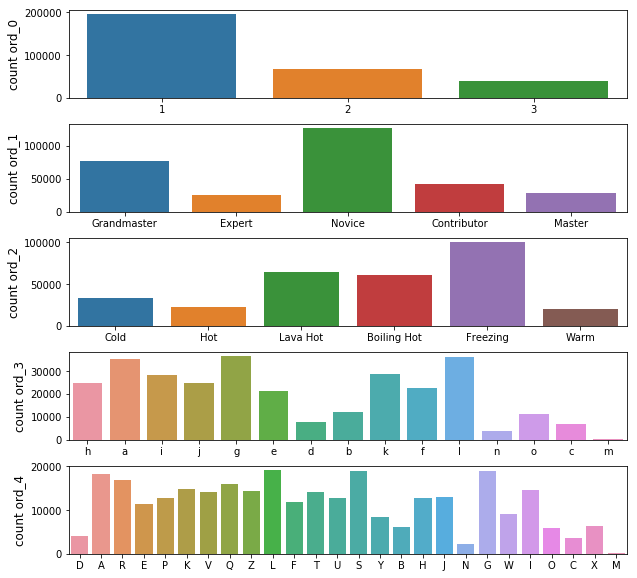 count ord_0
200000
100000
0
1 2 3
count ord_1
100000
50000
0
Grandmaster Expert Novice Contributor Master
count ord_2
100000
50000
0
Cold Hot Lava Hot Boiling Hot Freezing Warm
count ord_3
30000
20000
10000
0
h a i j g e d b k f l n o c m
count ord_4
20000
10000
0
D A R E P K V Q Z L F T U S Y B H J N G W I O C X M